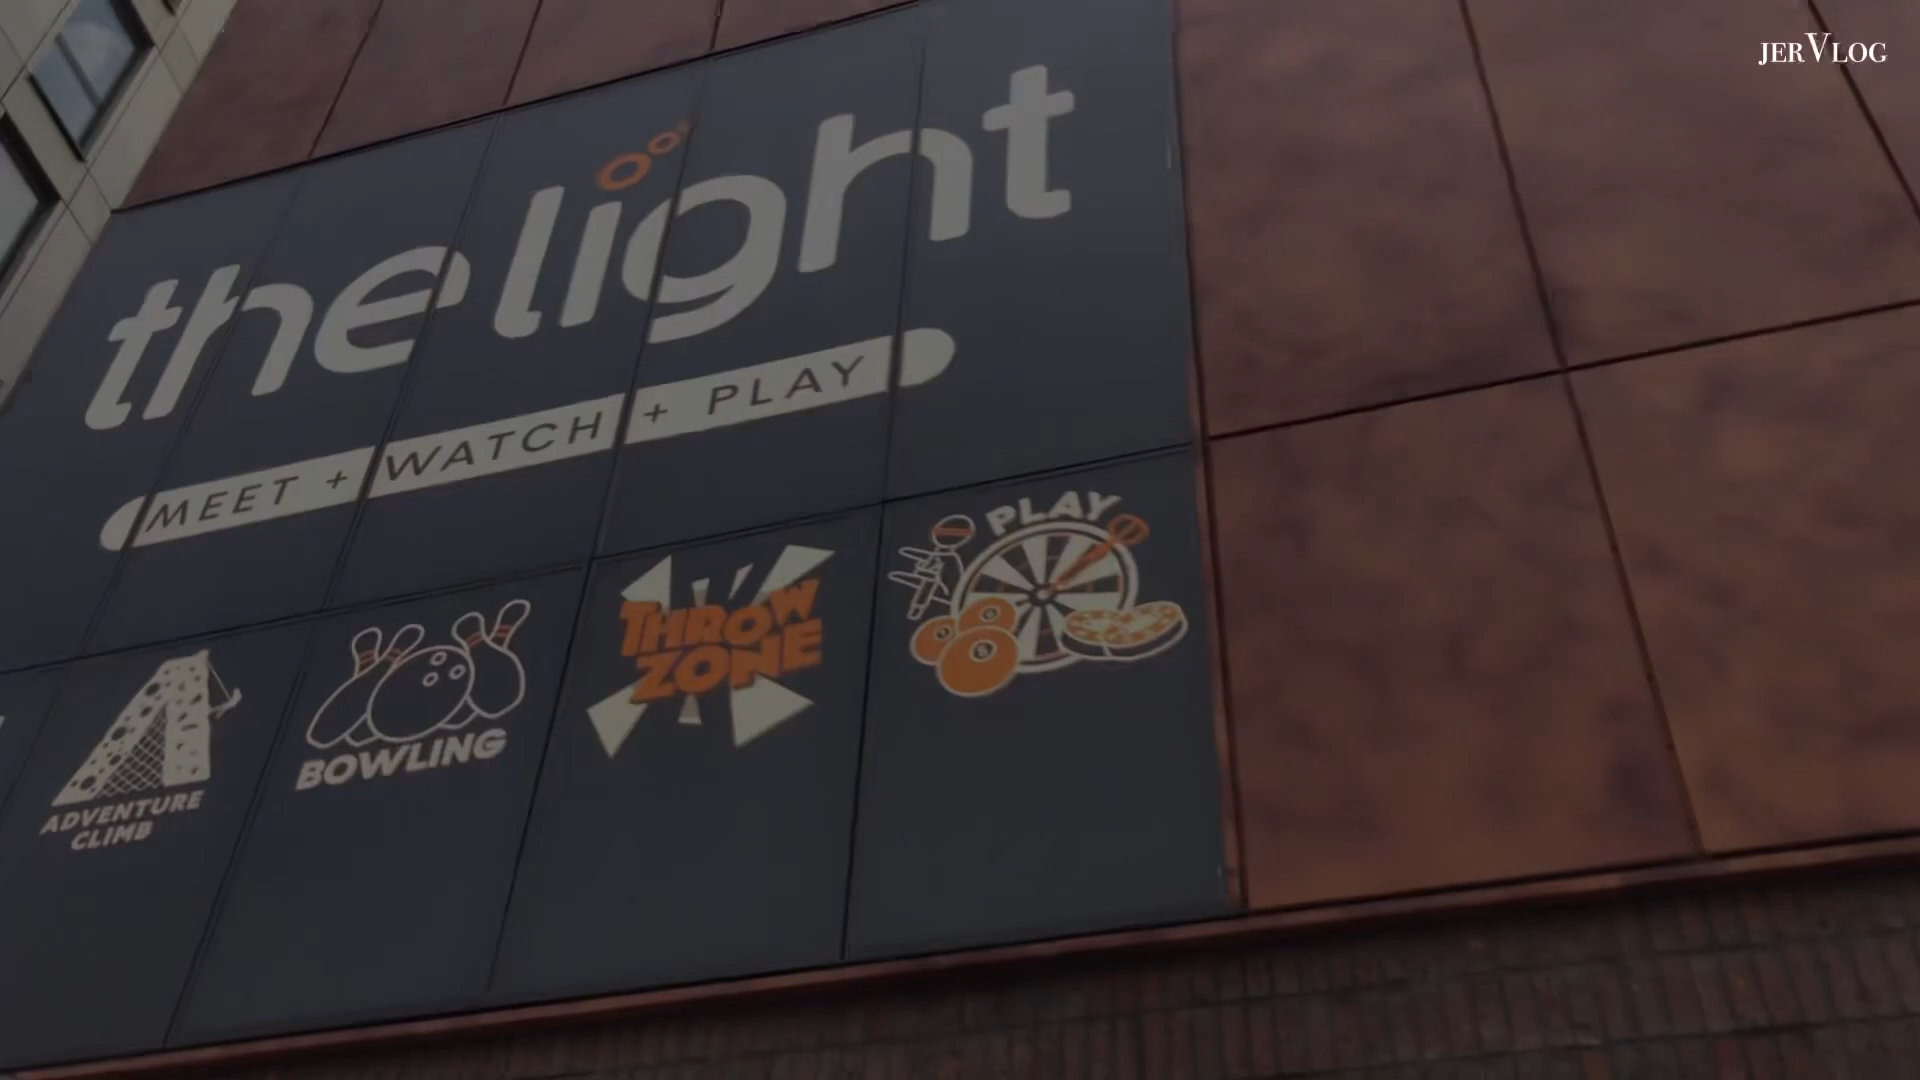 JERVLOG
the light
MEET + WATCH + PLAY
PLAY
THROW
ZONE
BOWLING
ADVENTURE
CLIMB